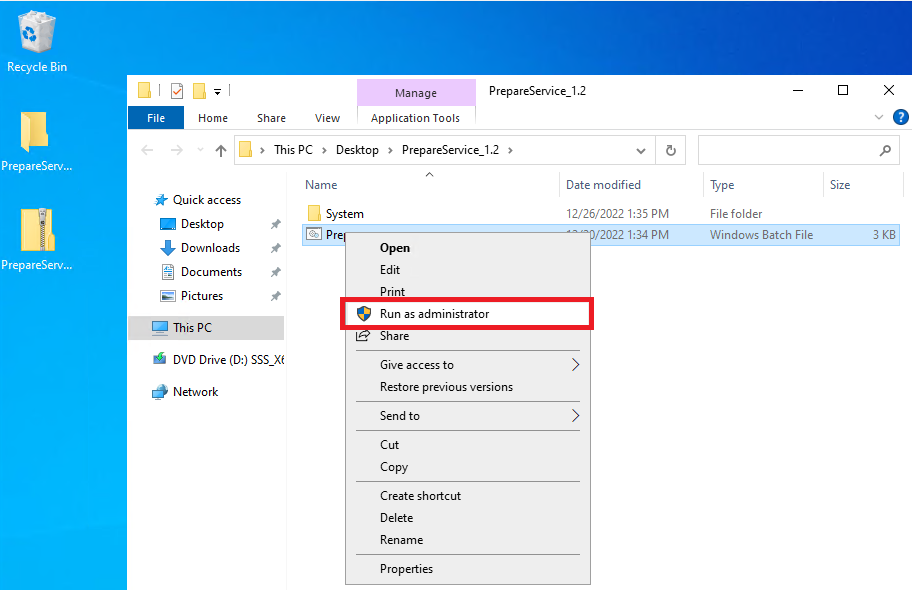 Recycle Bin
PrepareServ...
PrepareServ...
Manage
PrepareService_1.2
File
Home
Share
View
Application Tools
?
This PC > Desktop > PrepareService_1.2 >
Name
Date modified
Type
Size
Quick access
Desktop
Downloads
Documents
Pictures
This PC
DVD Drive (D:) SSS_X6
Network
System
12/26/2022 1:35 PM
File folder
Prep
/2022 1:34 PM
Windows Batch File
3 KB
Open
Edit
Print
Run as administrator
Share
Give access to
Restore previous versions
Send to
Cut
Copy
Create shortcut
Delete
Rename
Properties